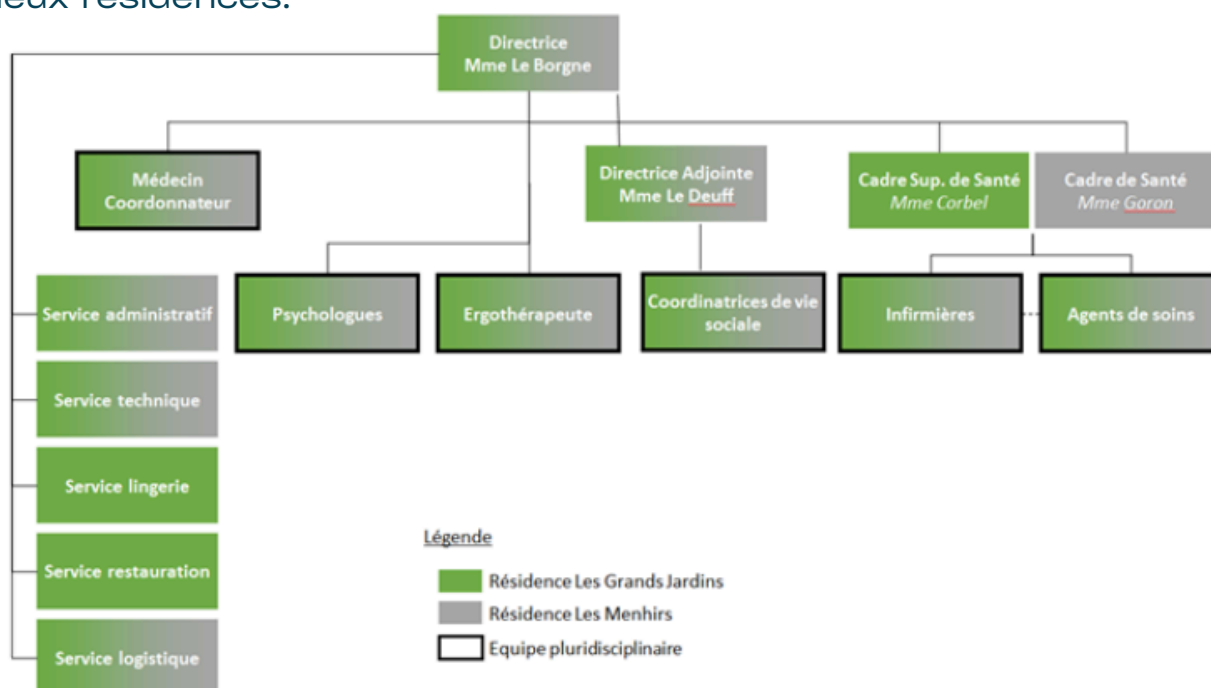 deux résidences.
Directrice
Mme Le Borgne
Médecin
Coordonnateur
Directrice Adjointe
Mme Le Deuff
Cadre Sup. de Santé
Mme Corbel
Cadre de Santé
Mme Goron
Service administratif
Psychologues
Ergothérapeute
Coordinatrices de vie
sociale
Infirmières
Agents de soins
Service technique
Service lingerie
Service restauration
Service logistique
Légende
Résidence Les Grands Jardins
Résidence Les Menhirs
Equipe pluridisciplinaire